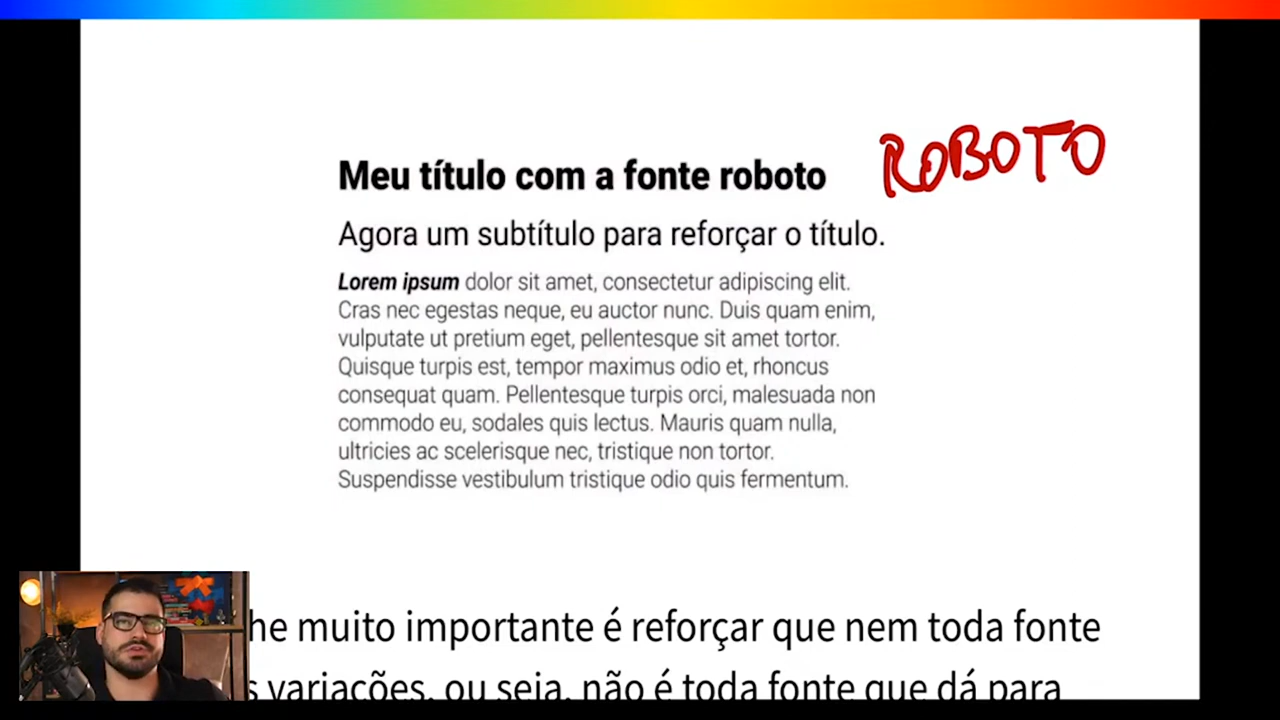 ROBOTO
Meu título com a fonte roboto
Agora um subtítulo para reforçar o título.
Lorem ipsum dolor sit amet, consectetur adipiscing elit.
Cras nec egestas neque, eu auctor nunc. Duis quam enim,
vulputate ut pretium eget, pellentesque sit amet tortor.
Quisque turpis est, tempor maximus odio et, rhoncus
consequat quam. Pellentesque turpis orci, malesuada non
commodo eu, sodales quis lectus. Mauris quam nulla,
ultricies ac scelerisque nec, tristique non tortor.
Suspendisse vestibulum tristique odio quis fermentum.
muito importante é reforçar que nem toda fonte
variações, ou seja, não é toda fonte que dá para